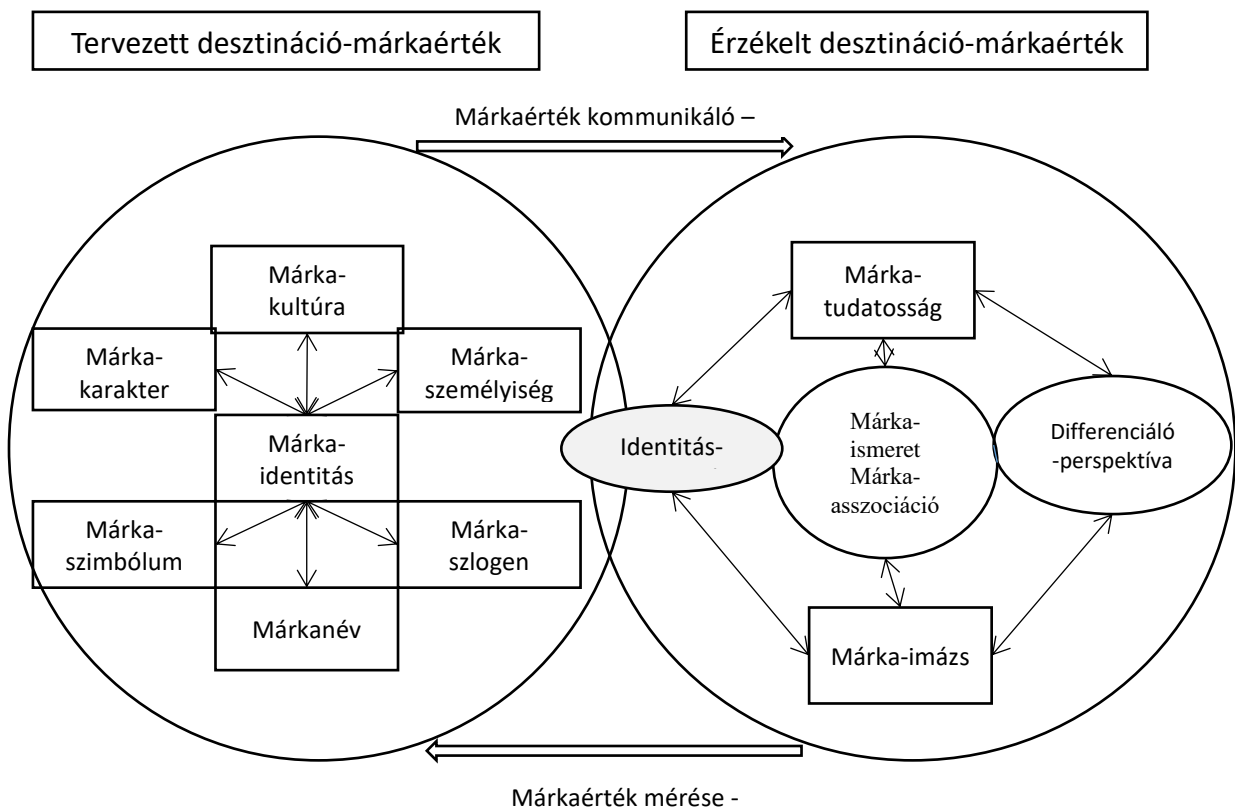 Tervezett desztináció-márkaérték
Érzékelt desztináció-márkaérték
Márkaérték kommunikáló –
Márka-
kultúra
Márka-
karakter
Márka-
személyiség
Márka-
identitás
Márka-
szimbólum
Márka-
szlogen
Márkanév
Márka-
tudatosság
Identitás-
Márka-
ismeret
Márka-
asszociáció
Differenciáló
-perspektíva
Márka-imázs
Márkaérték mérése -